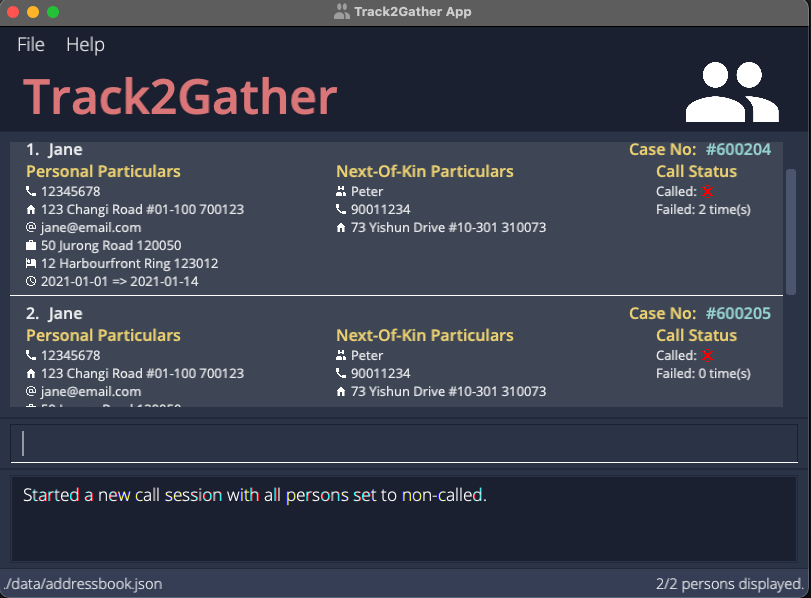 Track2Gather App
File Help
Track2Gather
1. Jane Case No: #600204
Personal Particulars Next-Of-Kin Particulars Call Status
12345678 Peter Called:
123 Changi Road #01-100 700123 90011234 Failed: 2 time(s)
@ jane@email.com 73 Yishun Drive #10-301 310073
50 Jurong Road 120050
12 Harbourfront Ring 123012
2021-01-01 => 2021-01-14
2. Jane Case No: #600205
Personal Particulars Next-Of-Kin Particulars Call Status
12345678 Peter Called:
123 Changi Road #01-100 700123 90011234 Failed: 0 time(s)
@ jane@email.com 73 Yishun Drive #10-301 310073
Started a new call session with all persons set to non-called.
./data/addressbook.json 2/2 persons displayed.